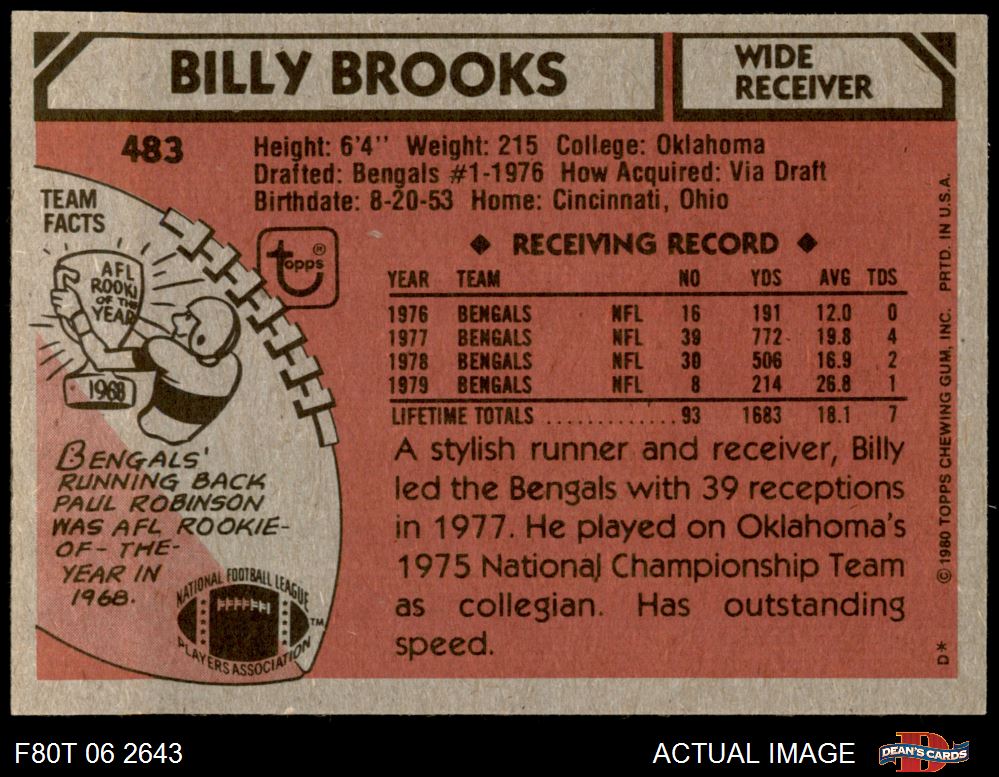 BILLY BROOKS
WIDE
RECEIVER
483
Height: 6'4'' Weight: 215 College: Oklahoma
Drafted: Bengals #1-1976 How Acquired: Via Draft
Birthdate: 8-20-53 Home: Cincinnati, Ohio
TEAM
FACTS
topps ®
AFL
ROOKI
OF THE
YEAR
1968
BENGALS'
RUNNING BACK
PAUL ROBINSON
WAS AFL ROOKIE-
OF-THE-
YEAR IN
1968.
NATIONAL FOOTBALL LEAGUE
PLAYERS ASSOCIATION
TM
◆ RECEIVING RECORD ◆
YEAR TEAM NO YDS AVG TDS
1976 BENGALS NFL 16 191 12.0 0
1977 BENGALS NFL 39 772 19.8 4
1978 BENGALS NFL 30 506 16.9 2
1979 BENGALS NFL 8 214 26.8 1
LIFETIME TOTALS ............. 93 1683 18.1 7
A stylish runner and receiver, Billy
led the Bengals with 39 receptions
in 1977. He played on Oklahoma's
1975 National Championship Team
as collegian. Has outstanding
speed.
D* © 1980 TOPPS CHEWING GUM, INC. PRTD. IN U.S.A.
F80T 06 2643
ACTUAL IMAGE
DEAN'S CARDS